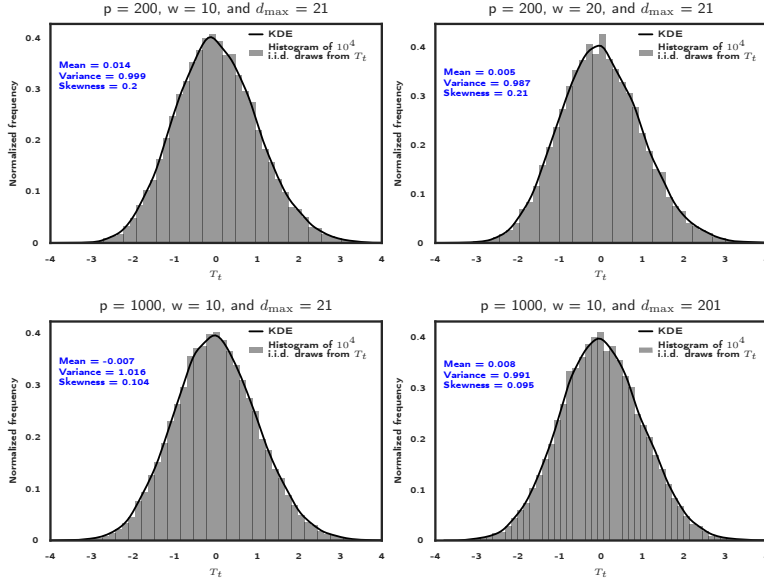 p = 200, w = 10, and d_max = 21
0.4
0.3
0.2
0.1
0
Normalized frequency
Mean = 0.014
Variance = 0.999
Skewness = 0.2
KDE
Histogram of 10^4
i.i.d. draws from T_t
-4 -3 -2 -1 0 1 2 3 4
T_t
p = 200, w = 20, and d_max = 21
0.4
0.3
0.2
0.1
0
Normalized frequency
Mean = 0.005
Variance = 0.987
Skewness = 0.21
KDE
Histogram of 10^4
i.i.d. draws from T_t
-4 -3 -2 -1 0 1 2 3 4
T_t
p = 1000, w = 10, and d_max = 21
0.4
0.3
0.2
0.1
0
Normalized frequency
Mean = -0.007
Variance = 1.016
Skewness = 0.104
KDE
Histogram of 10^4
i.i.d. draws from T_t
-4 -3 -2 -1 0 1 2 3 4
T_t
p = 1000, w = 10, and d_max = 201
0.4
0.3
0.2
0.1
0
Normalized frequency
Mean = 0.008
Variance = 0.991
Skewness = 0.095
KDE
Histogram of 10^4
i.i.d. draws from T_t
-4 -3 -2 -1 0 1 2 3 4
T_t